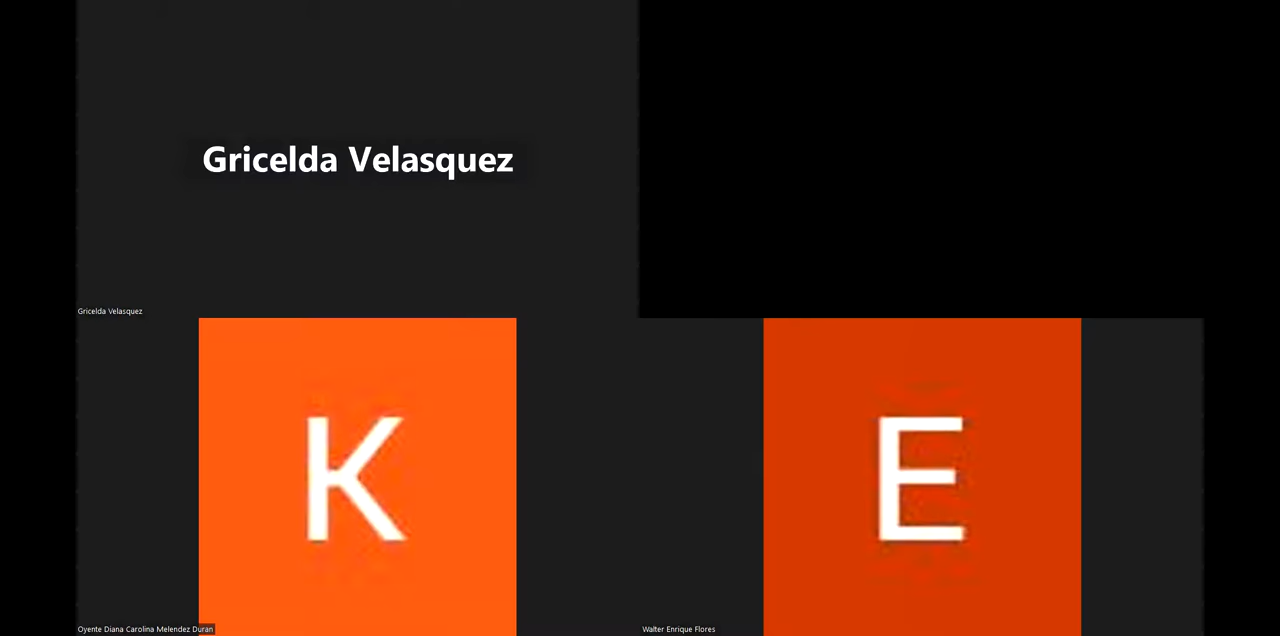 Gricelda Velasquez
Gricelda Velasquez
K
E
Oyente Diana Carolina Melendez Duran
Walter Enrique Flores